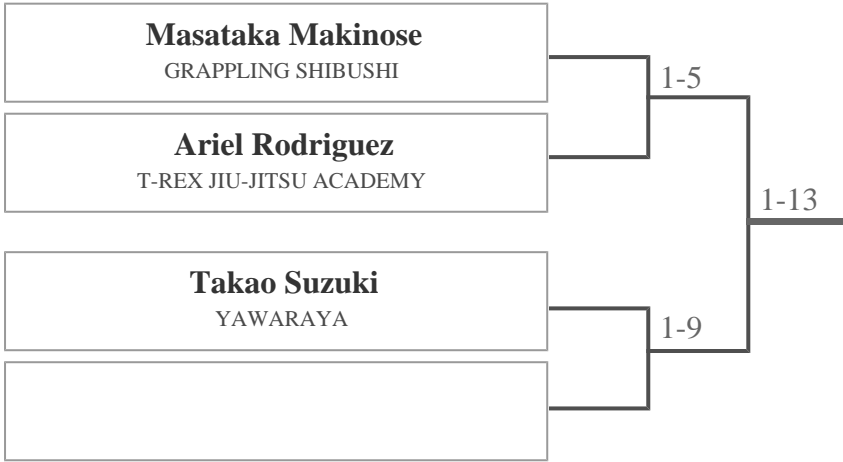 Masataka Makinose
GRAPPLING SHIBUSHI
1-5
Ariel Rodriguez
T-REX JIU-JITSU ACADEMY
1-13
Takao Suzuki
YAWARAYA
1-9